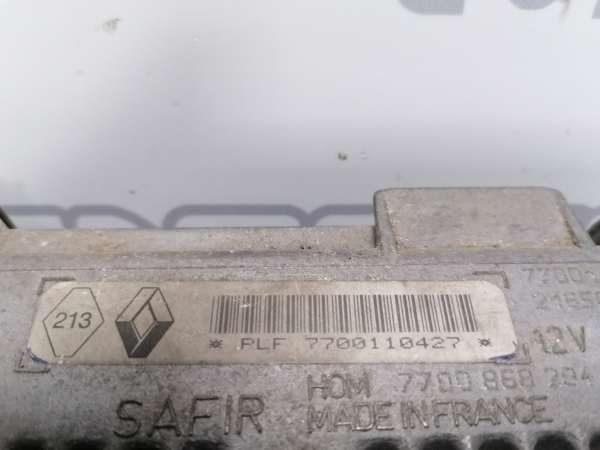 213
* PLF 7700110427 *
12V
HOM 7700 868 294
SAFIR MADE IN FRANCE